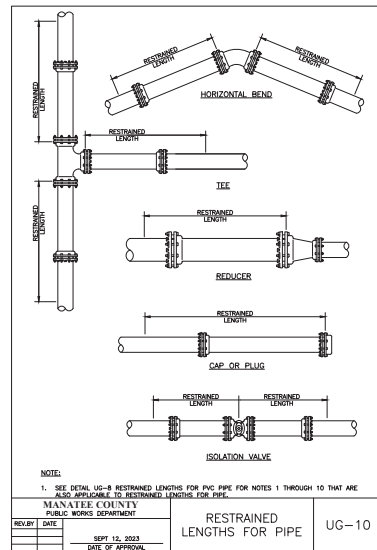 RESTRAINED
LENGTH
RESTRAINED
LENGTH
HORIZONTAL BEND
RESTRAINED
LENGTH
RESTRAINED
LENGTH
TEE
RESTRAINED
LENGTH
RESTRAINED
LENGTH
REDUCER
RESTRAINED
LENGTH
CAP OR PLUG
RESTRAINED
LENGTH
RESTRAINED
LENGTH
ISOLATION VALVE
NOTE:
1. SEE DETAIL UG-8 RESTRAINED LENGTHS FOR PVC PIPE FOR NOTES 1 THROUGH 10 THAT ARE
ALSO APPLICABLE TO RESTRAINED LENGTHS FOR PIPE.
MANATEE COUNTY
PUBLIC WORKS DEPARTMENT
REV.BY DATE
SEPT 12, 2023
DATE OF APPROVAL
RESTRAINED
LENGTHS FOR PIPE
UG-10